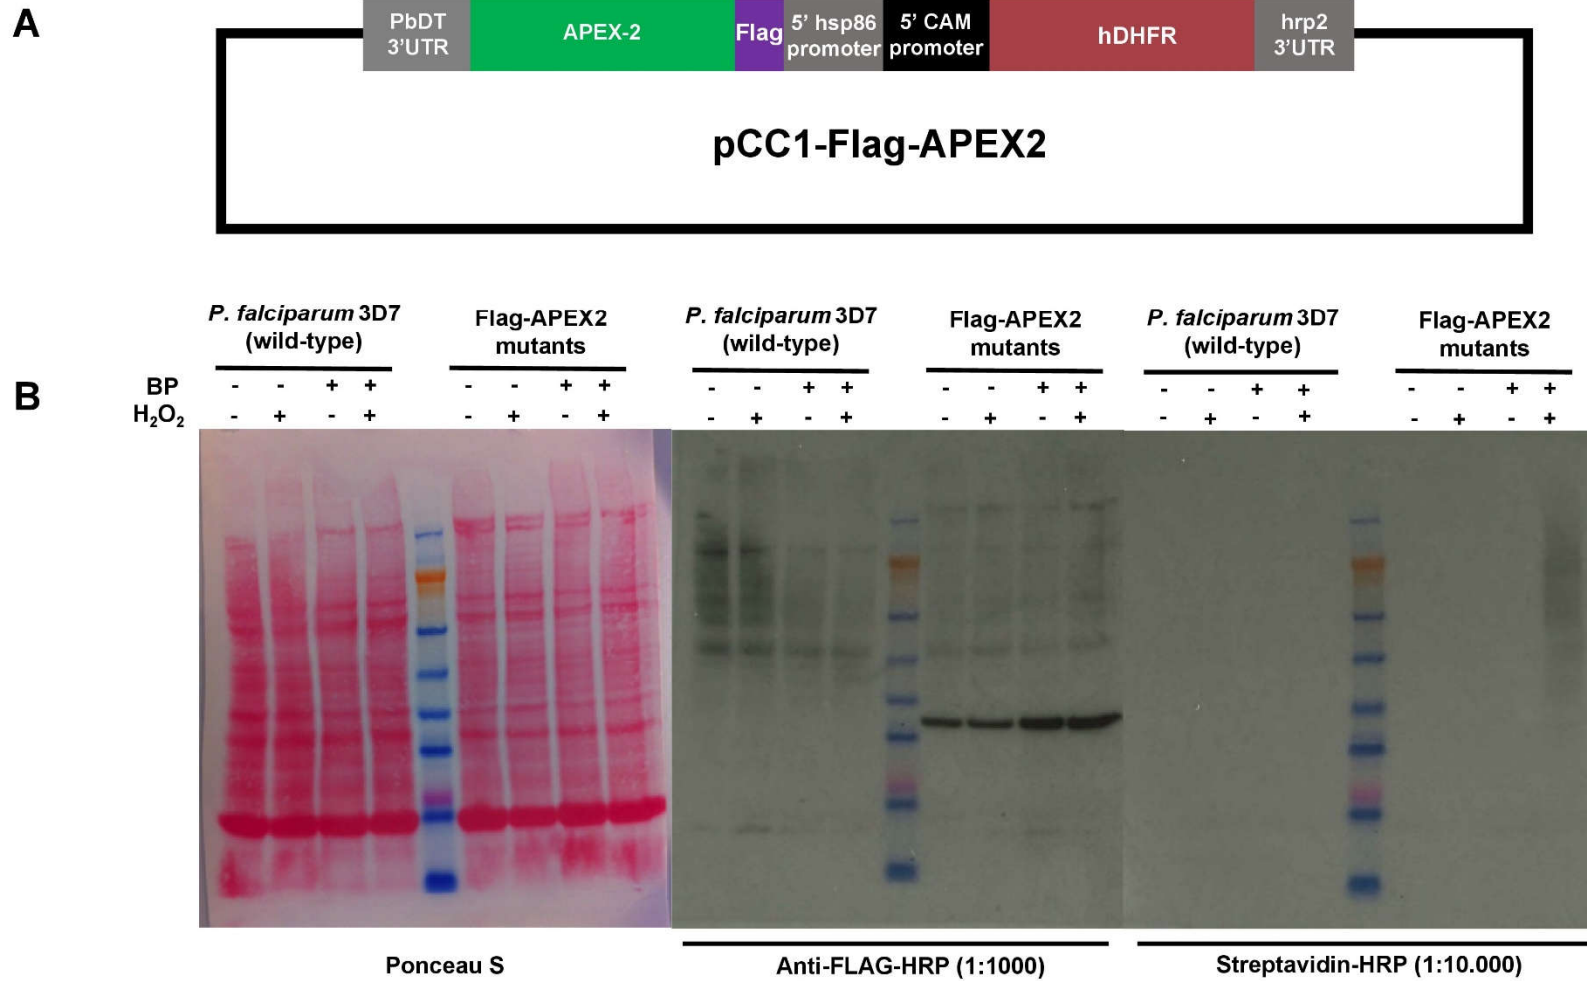 A
PbDT
3’UTR
APEX-2
Flag
5’ hsp86
promoter
5’ CAM
promoter
hDHFR
hrp2
3’UTR
pCC1-Flag-APEX2
B
P. falciparum 3D7
(wild-type)
Flag-APEX2
mutants
P. falciparum 3D7
(wild-type)
Flag-APEX2
mutants
P. falciparum 3D7
(wild-type)
Flag-APEX2
mutants
BP - - + + - - + + - - + + - - + + - - + + - - + +
H₂O₂ - + - + - + - + - + - + - + - + - + - + - + - +
Ponceau S
Anti-FLAG-HRP (1:1000)
Streptavidin-HRP (1:10.000)